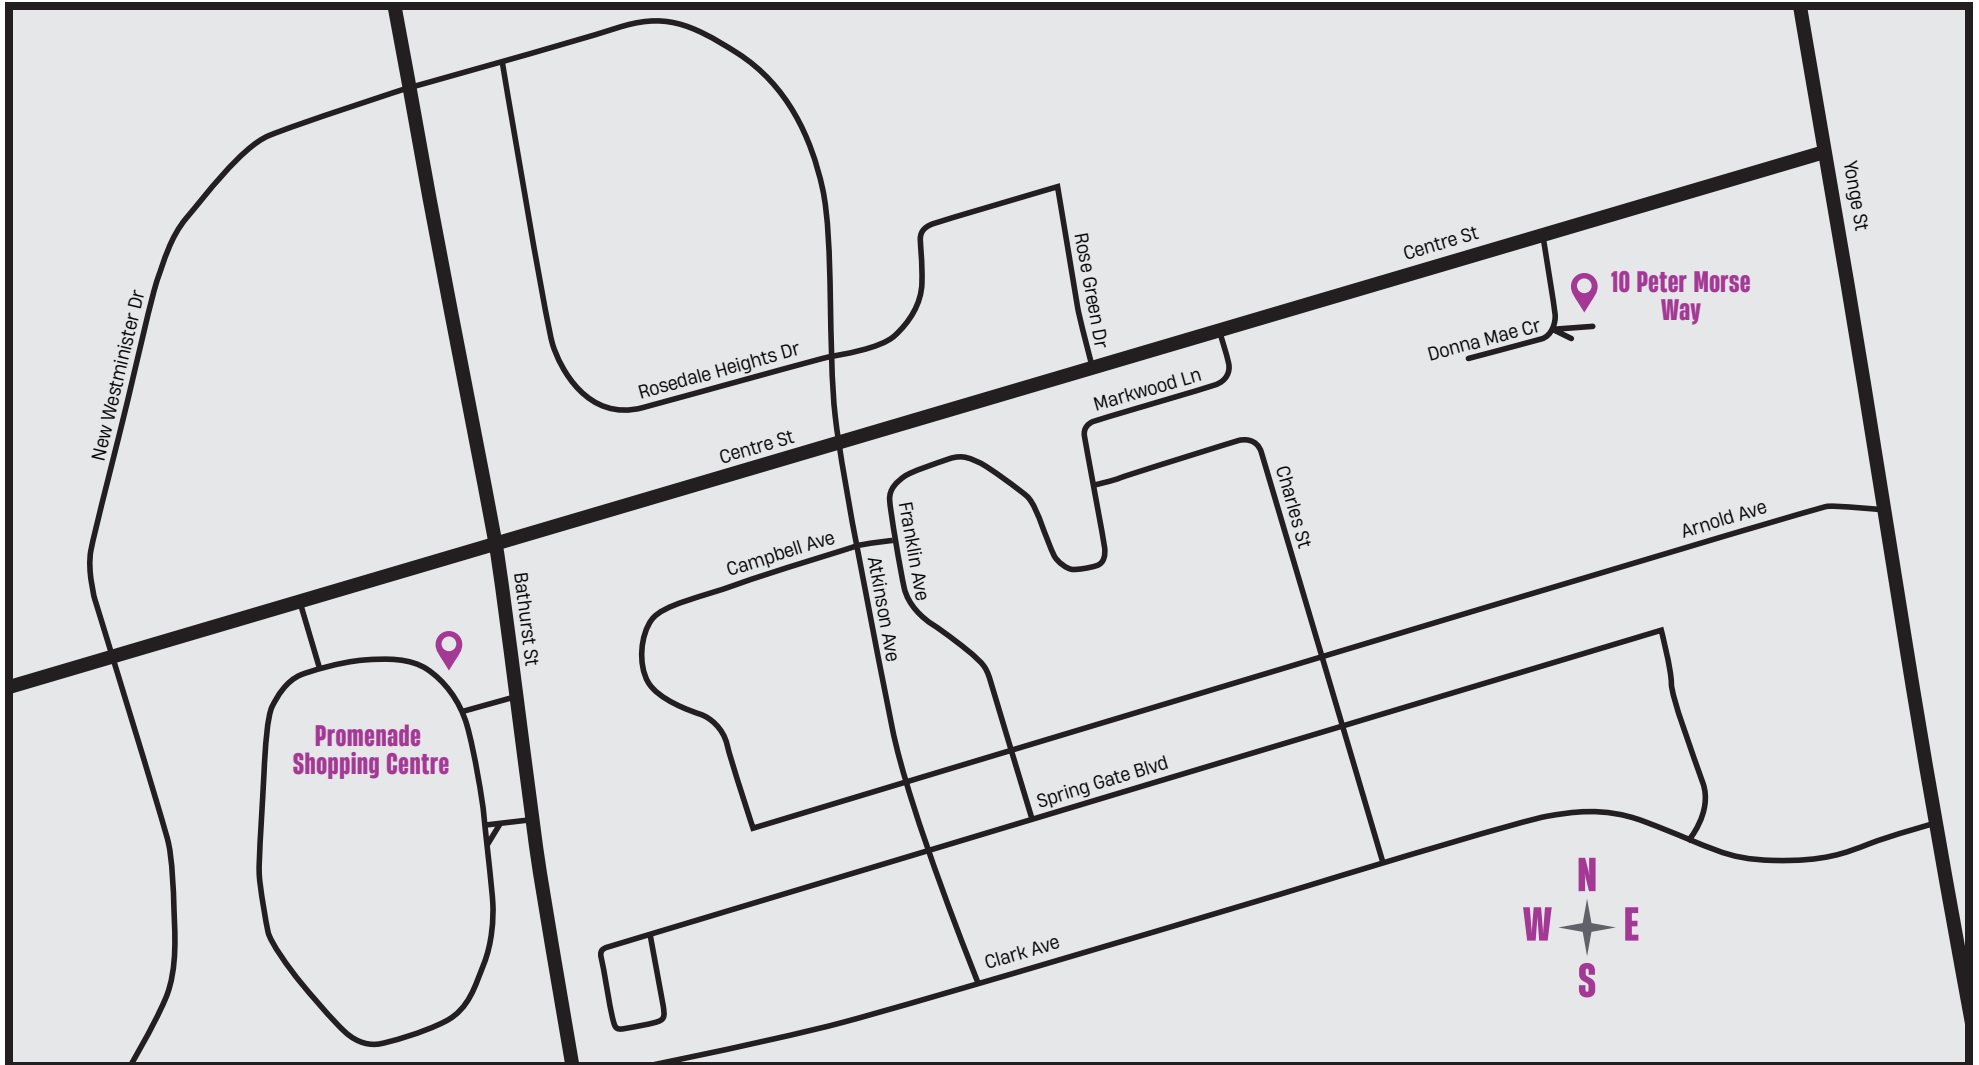 Yonge St
Centre St
Rose Green Dr
10 Peter Morse
Way
New Westminister Dr
Donna Mae Cr
Rosedale Heights Dr
Markwood Ln
Centre St
Charles St
Franklin Ave
Arnold Ave
Campbell Ave
Atkinson Ave
Bathurst St
Promenade
Shopping Centre
Spring Gate Blvd
Clark Ave
N
W E
S